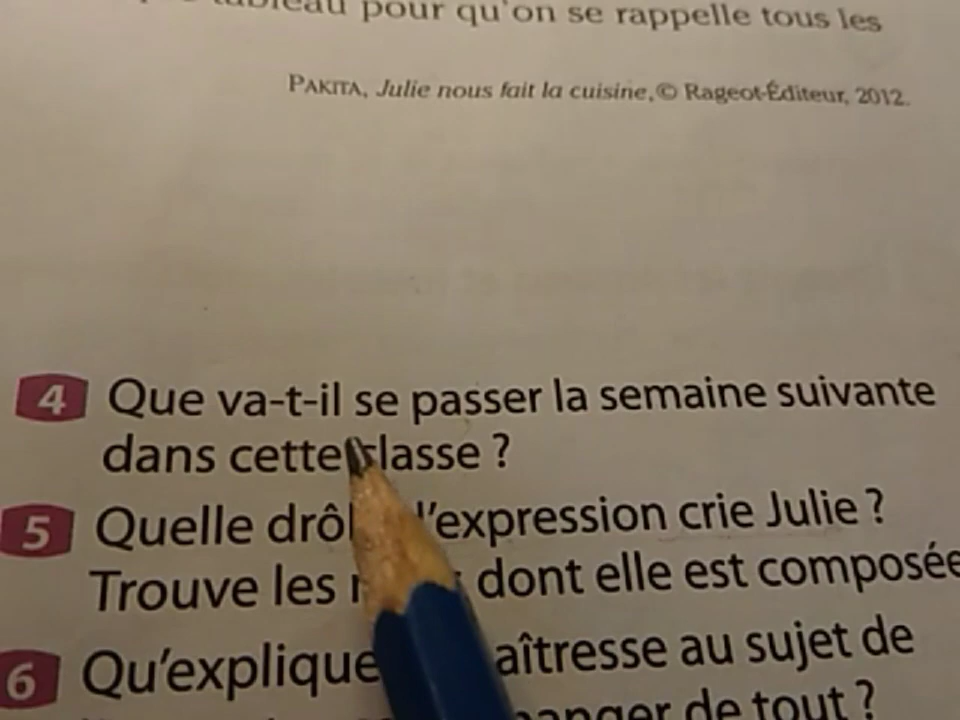 tableau pour qu'on se rappelle tous les
PAKITA, Julie nous fait la cuisine, © Rageot-Éditeur, 2012.
4 Que va-t-il se passer la semaine suivante
dans cette classe ?
5 Quelle l'expression crie Julie ?
Trouve les dont elle est composée
6 Qu'explique aîtresse au sujet de
manger de tout ?